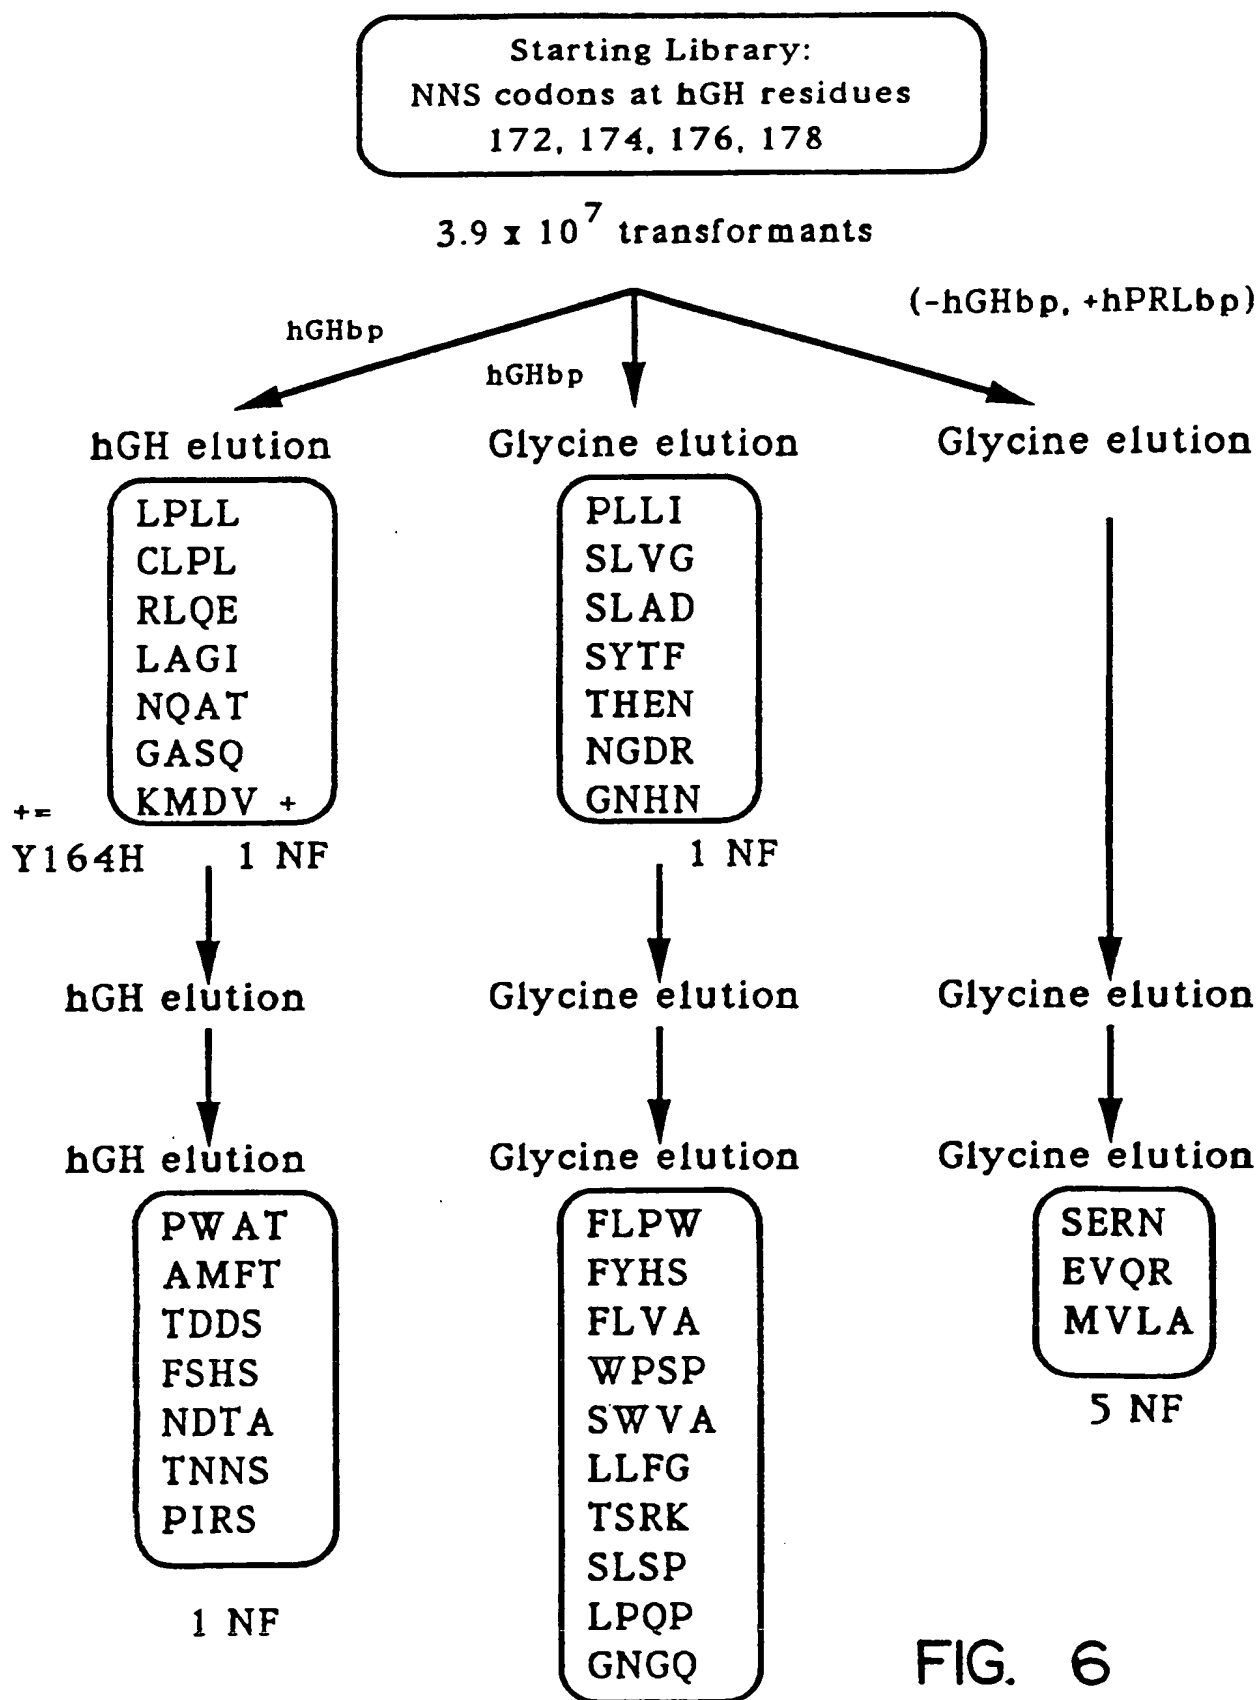 Starting Library:
NNS codons at hGH residues
172, 174, 176, 178
3.9 x 10^7 transformants
(-hGHbp, +hPRLbp)
hGHbp
hGHbp
hGH elution
LPLL
CLPL
RLQE
LAGI
NQAT
GASQ
KMDV +
+=
Y164H
1 NF
hGH elution
hGH elution
PWAT
AMFT
TDDS
FSHS
NDTA
TNNS
PIRS
1 NF
Glycine elution
PLLI
SLVG
SLAD
SYTF
THEN
NGDR
GNHN
1 NF
Glycine elution
Glycine elution
FLPW
FYHS
FLVA
WPSP
SWVA
LLFG
TSRK
SLSP
LPQP
GNGQ
Glycine elution
Glycine elution
Glycine elution
SERN
EVQR
MVLA
5 NF
FIG. 6